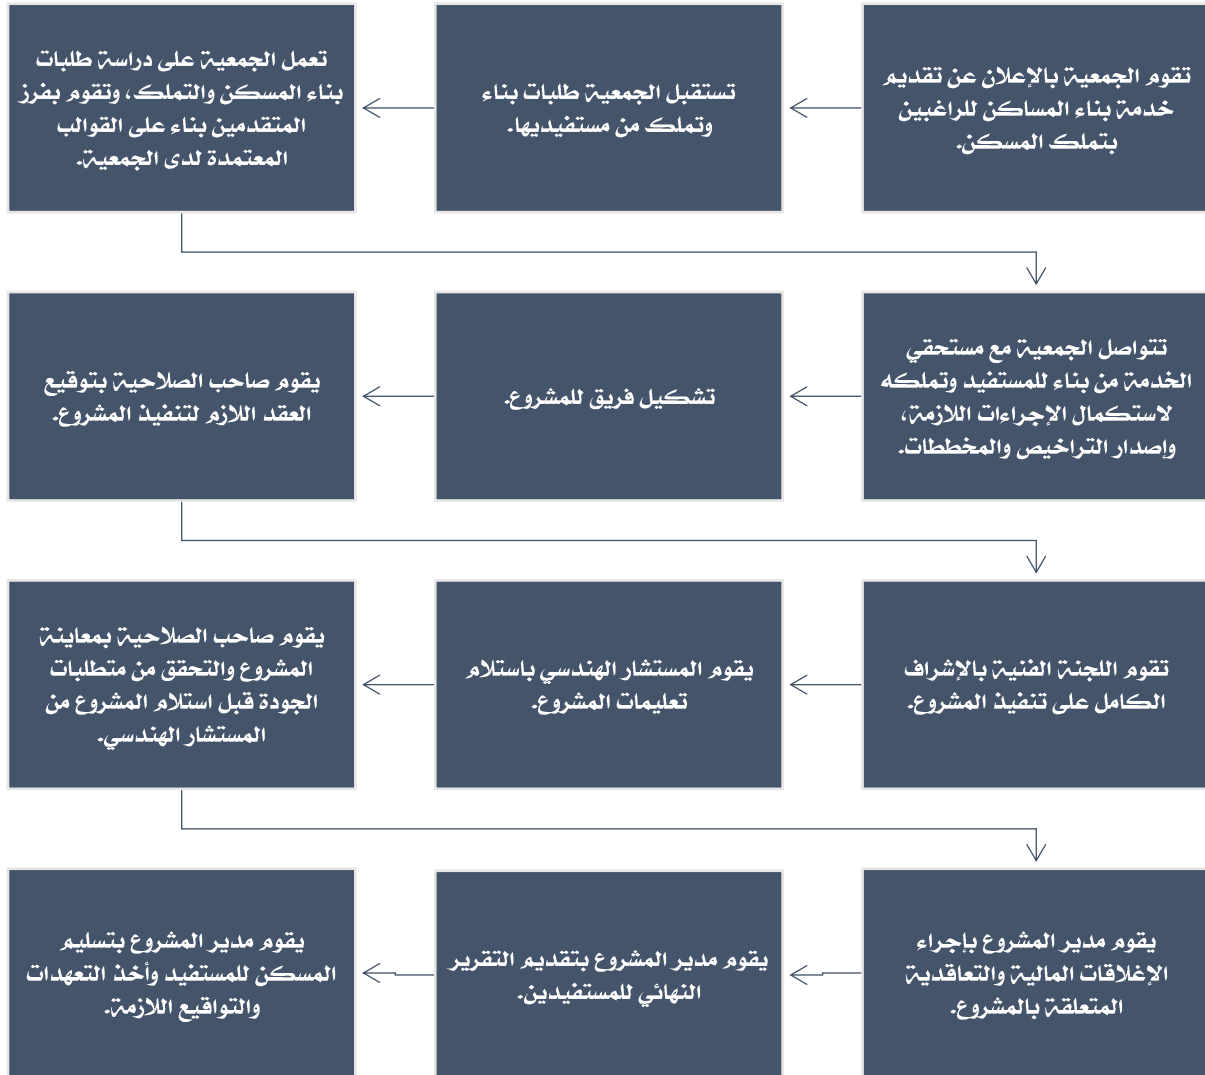 تقوم الجمعية بالإعلان عن تقديم
خدمة بناء المساكن للراغبين
بتملك المسكن.
تستقبل الجمعية طلبات بناء
وتملك من مستفيديها.
تعمل الجمعية على دراسة طلبات
بناء المسكن والتملك، وتقوم بفرز
المتقدمين بناء على القوالب
المعتمدة لدى الجمعية.
تتواصل الجمعية مع مستحقي
الخدمة من بناء للمستفيد وتملكه
لاستكمال الإجراءات اللازمة،
وإصدار التراخيص والمخططات.
تشكيل فريق للمشروع.
يقوم صاحب الصلاحية بتوقيع
العقد اللازم لتنفيذ المشروع.
تقوم اللجنة الفنية بالإشراف
الكامل على تنفيذ المشروع.
يقوم المستشار الهندسي باستلام
تعليمات المشروع.
يقوم صاحب الصلاحية بمعاينة
المشروع والتحقق من متطلبات
الجودة قبل استلام المشروع من
المستشار الهندسي.
يقوم مدير المشروع بإجراء
الإغلاقات المالية والتعاقدية
المتعلقة بالمشروع.
يقوم مدير المشروع بتقديم التقرير
النهائي للمستفيدين.
يقوم مدير المشروع بتسليم
المسكن للمستفيد وأخذ التعهدات
والتواقيع اللازمة.